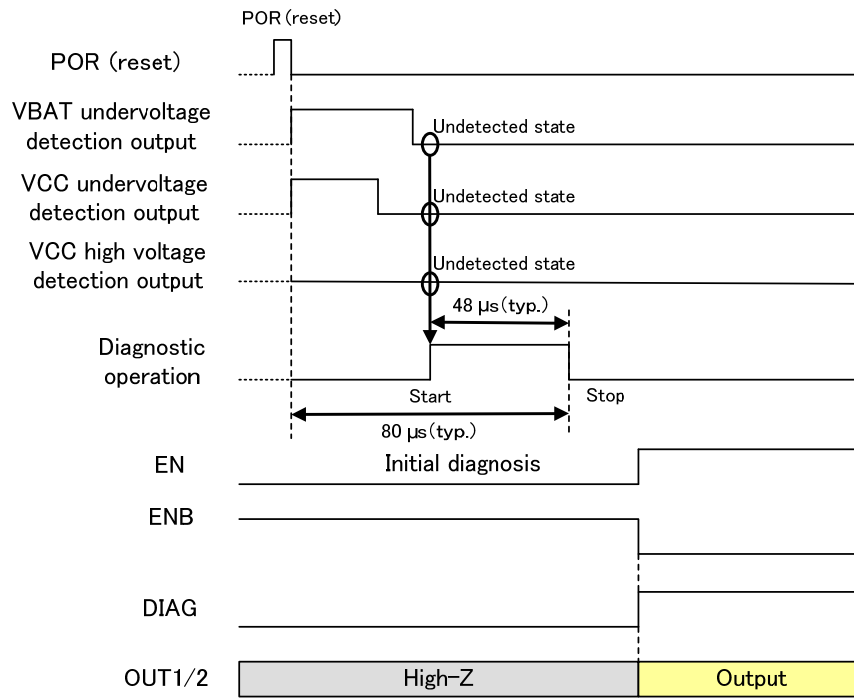 POR (reset)
POR (reset)
VBAT undervoltage
detection output
Undetected state
VCC undervoltage
detection output
Undetected state
VCC high voltage
detection output
Undetected state
48 μs(typ.)
Diagnostic
operation
Start
Stop
80 μs(typ.)
EN
Initial diagnosis
ENB
DIAG
OUT1/2
High-Z
Output